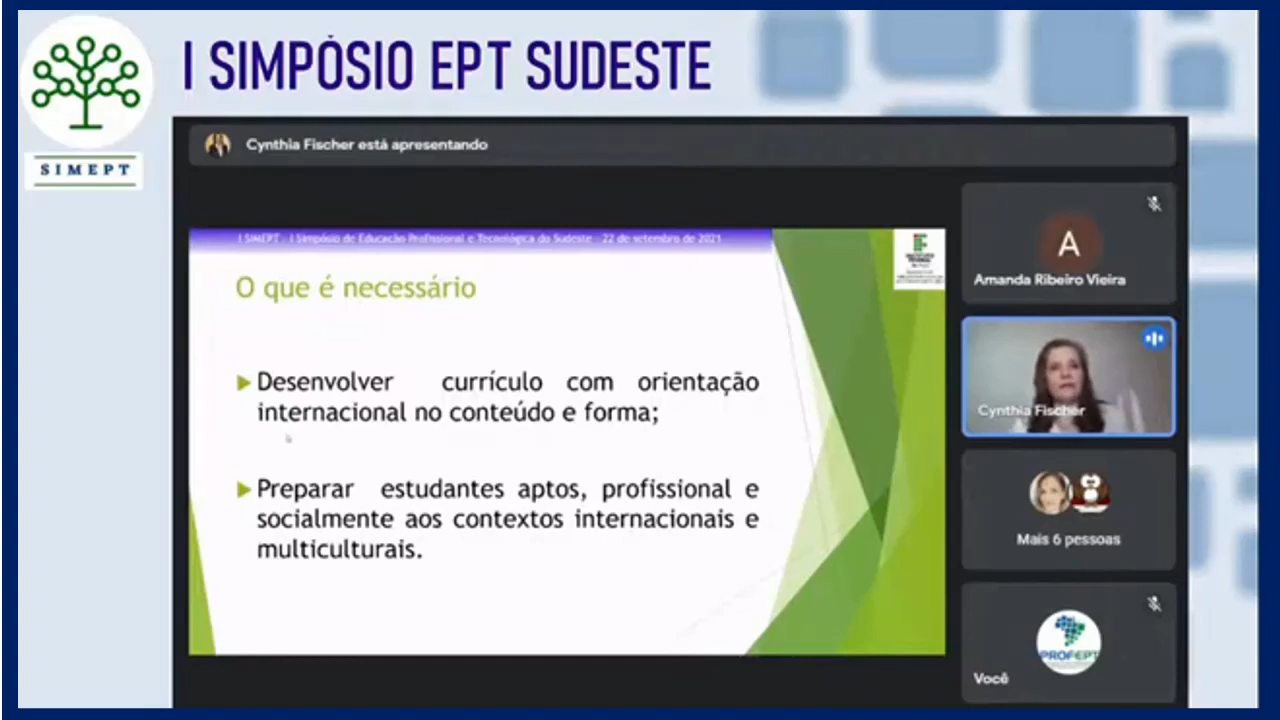 I SIMPÓSIO EPT SUDESTE
SIMEPT
Cynthia Fischer está apresentando
I SIMEPT - I Simpósio de Educação Profissional e Tecnológica do Sudeste - 22 de setembro de 2021
INSTITUTO
FEDERAL
O que é necessário
Desenvolver currículo com orientação
internacional no conteúdo e forma;
Preparar estudantes aptos, profissional e
socialmente aos contextos internacionais e
multiculturais.
A
Amanda Ribeiro Vieira
Cynthia Fischer
Mais 6 pessoas
PROFEPT
Você